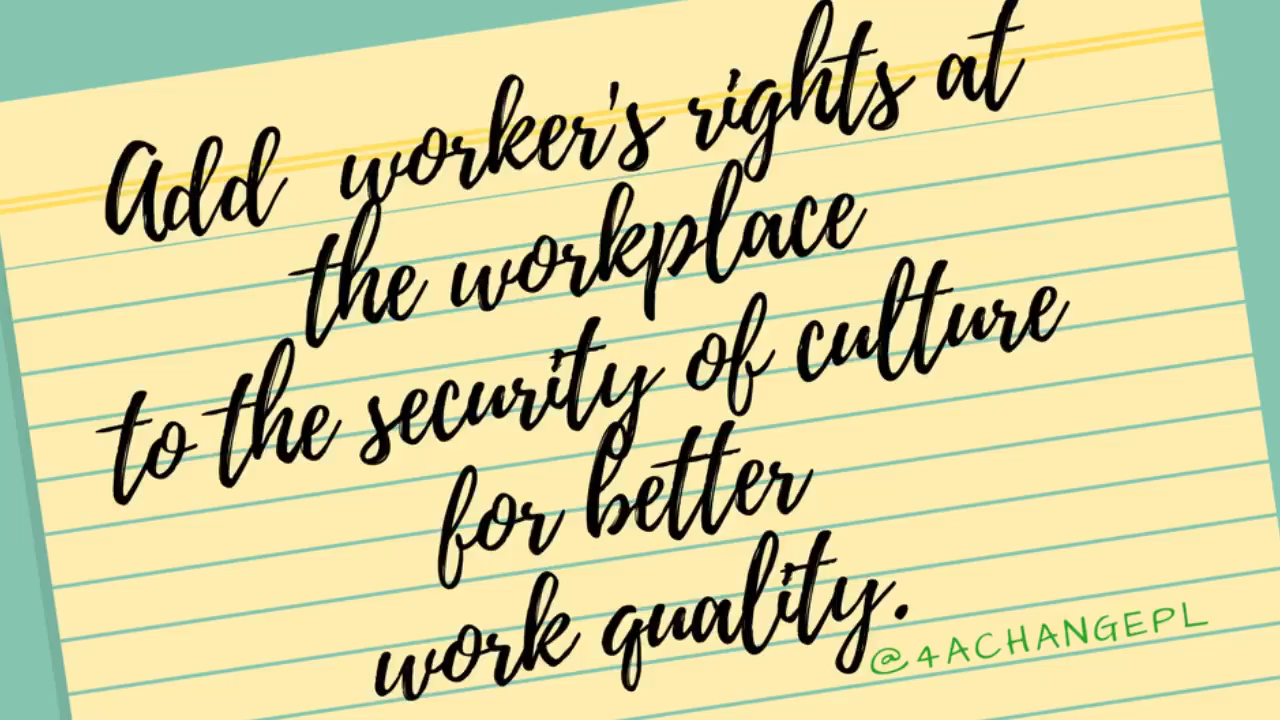 Add worker's rights at
the workplace
to the security of culture
for better
work quality.
@4ACHANGEPL